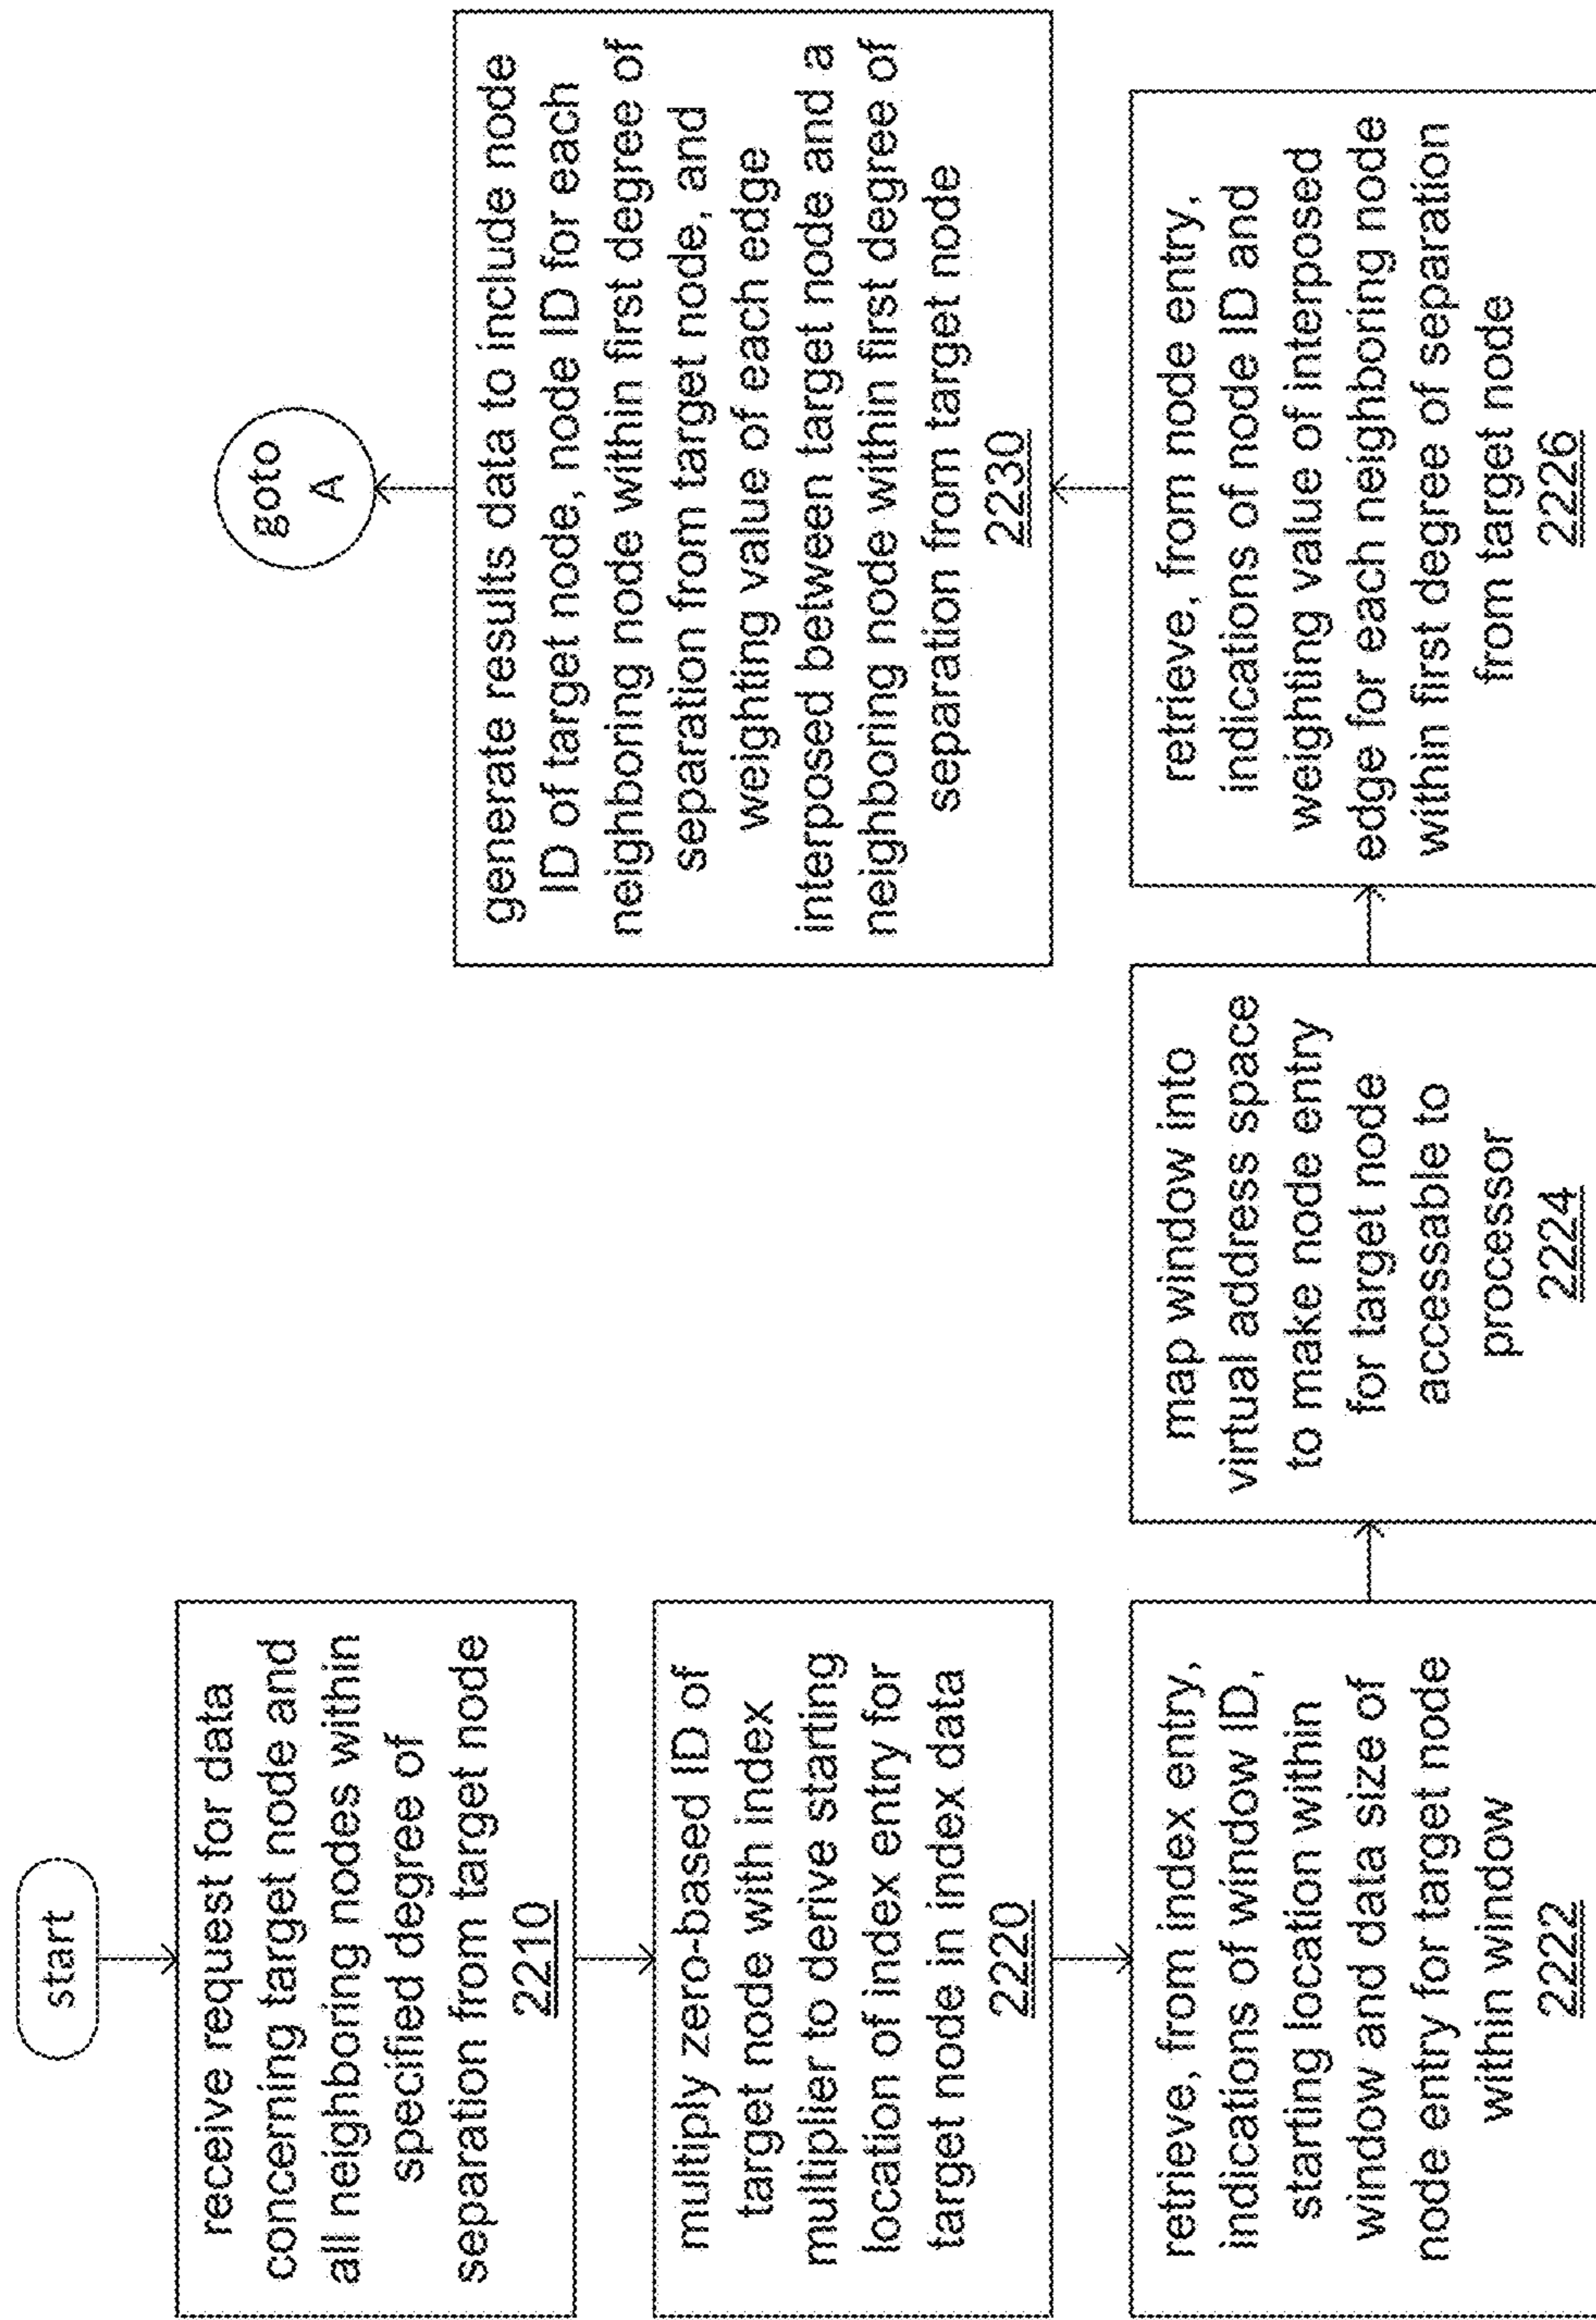 start
receive request for data
concerning target node and
all neighboring nodes within
specified degree of
separation from target node
2210
multiply zero-based ID of
target node with index
multiplier to derive starting
location of index entry for
target node in index data
2220
retrieve, from index entry,
indications of window ID,
starting location within
window and data size of
node entry for target node
within window
2222
map window into
virtual address space
to make node entry
for target node
accessable to
processor
2224
retrieve, from node entry,
indications of node ID and
weighting value of interposed
edge for each neighboring node
within first degree of separation
from target node
2226
generate results data to include node
ID of target node, node ID for each
neighboring node within first degree of
separation from target node, and
weighting value of each edge
interposed between target node and a
neighboring node within first degree of
separation from target node
2230
goto
A